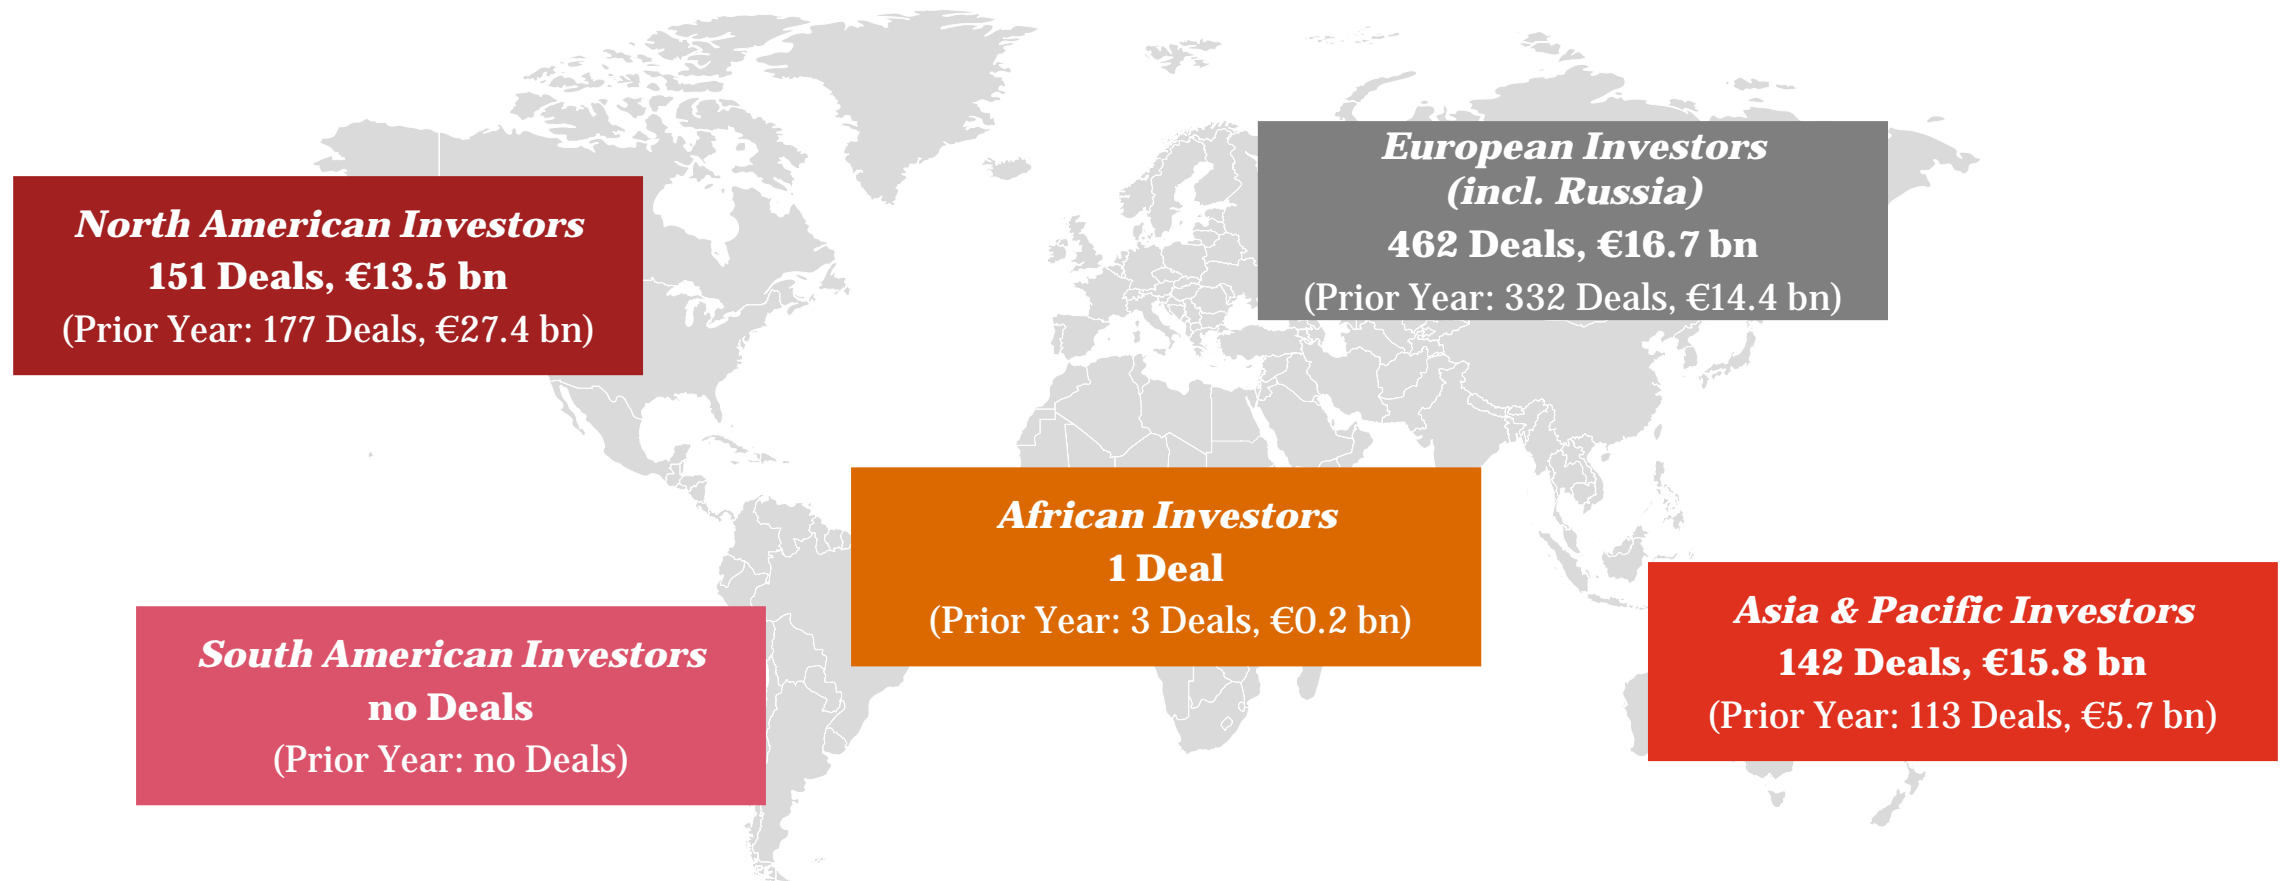 European Investors
(incl. Russia)
462 Deals, €16.7 bn
(Prior Year: 332 Deals, €14.4 bn)
North American Investors
151 Deals, €13.5 bn
(Prior Year: 177 Deals, €27.4 bn)
African Investors
1 Deal
(Prior Year: 3 Deals, €0.2 bn)
Asia & Pacific Investors
142 Deals, €15.8 bn
(Prior Year: 113 Deals, €5.7 bn)
South American Investors
no Deals
(Prior Year: no Deals)